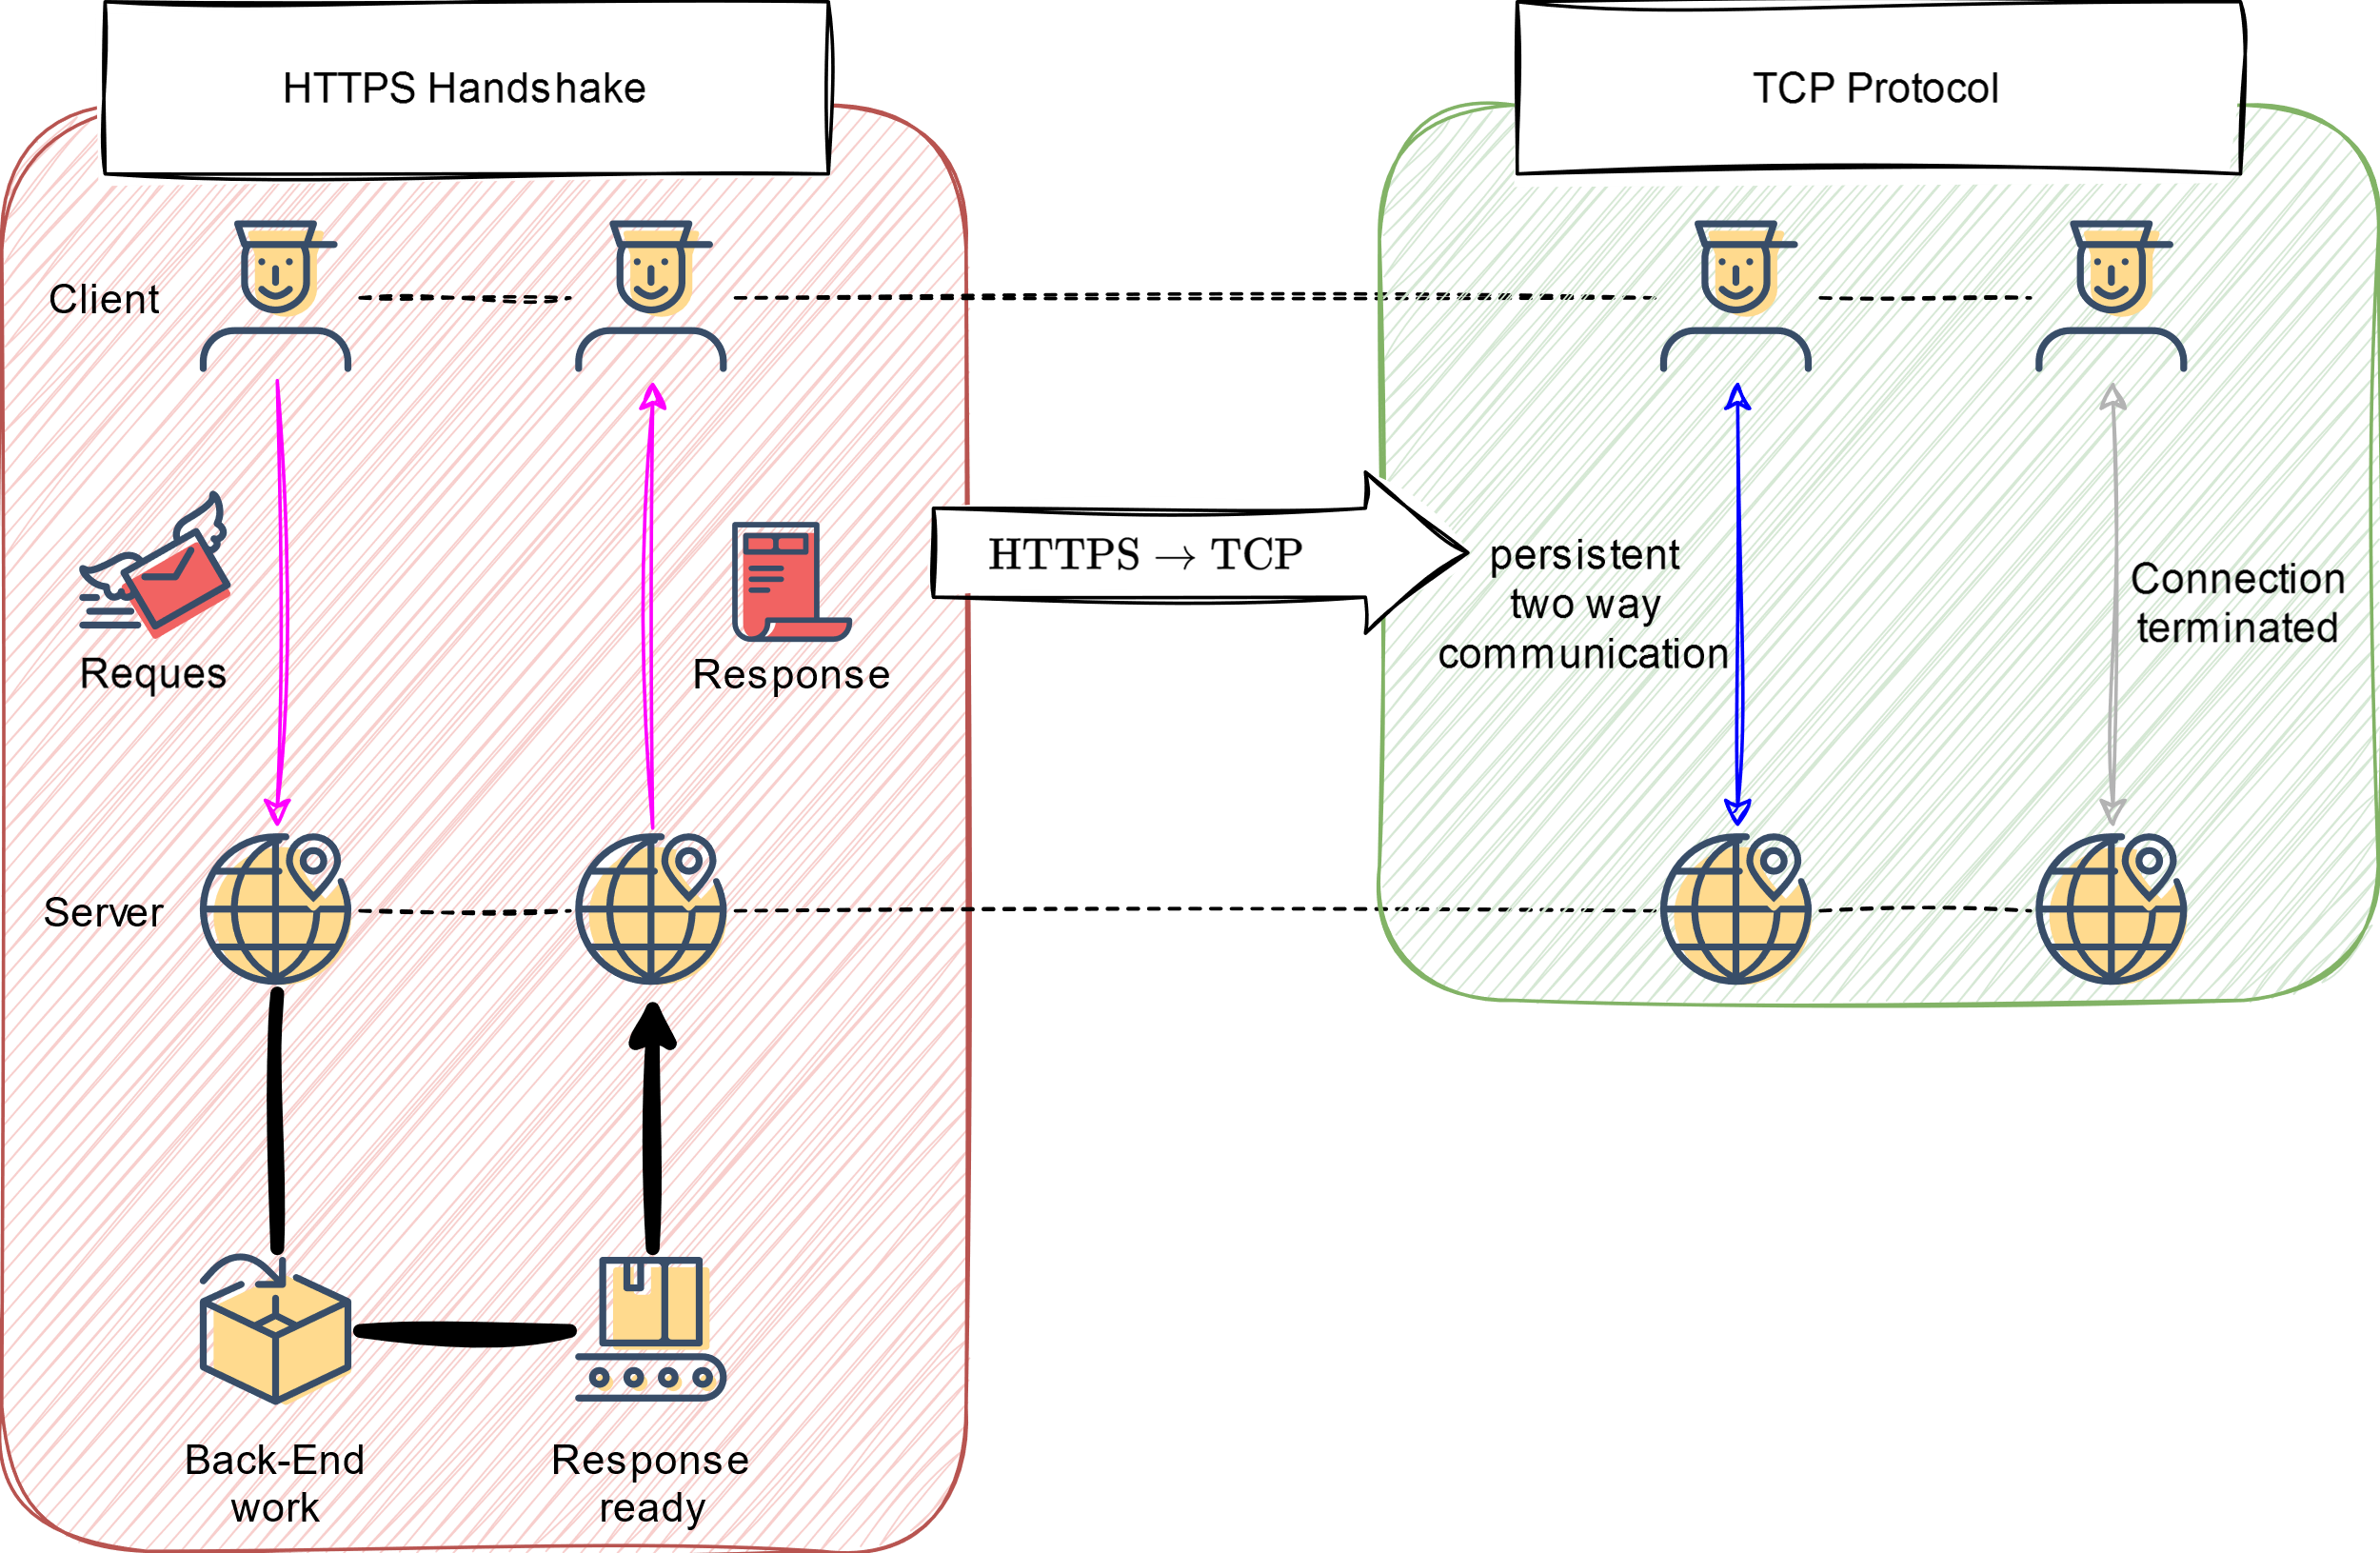 HTTPS Handshake
TCP Protocol
Client
HTTPS → TCP
persistent
two way
communication
Connection
terminated
Reques
Response
Server
Back-End
work
Response
ready